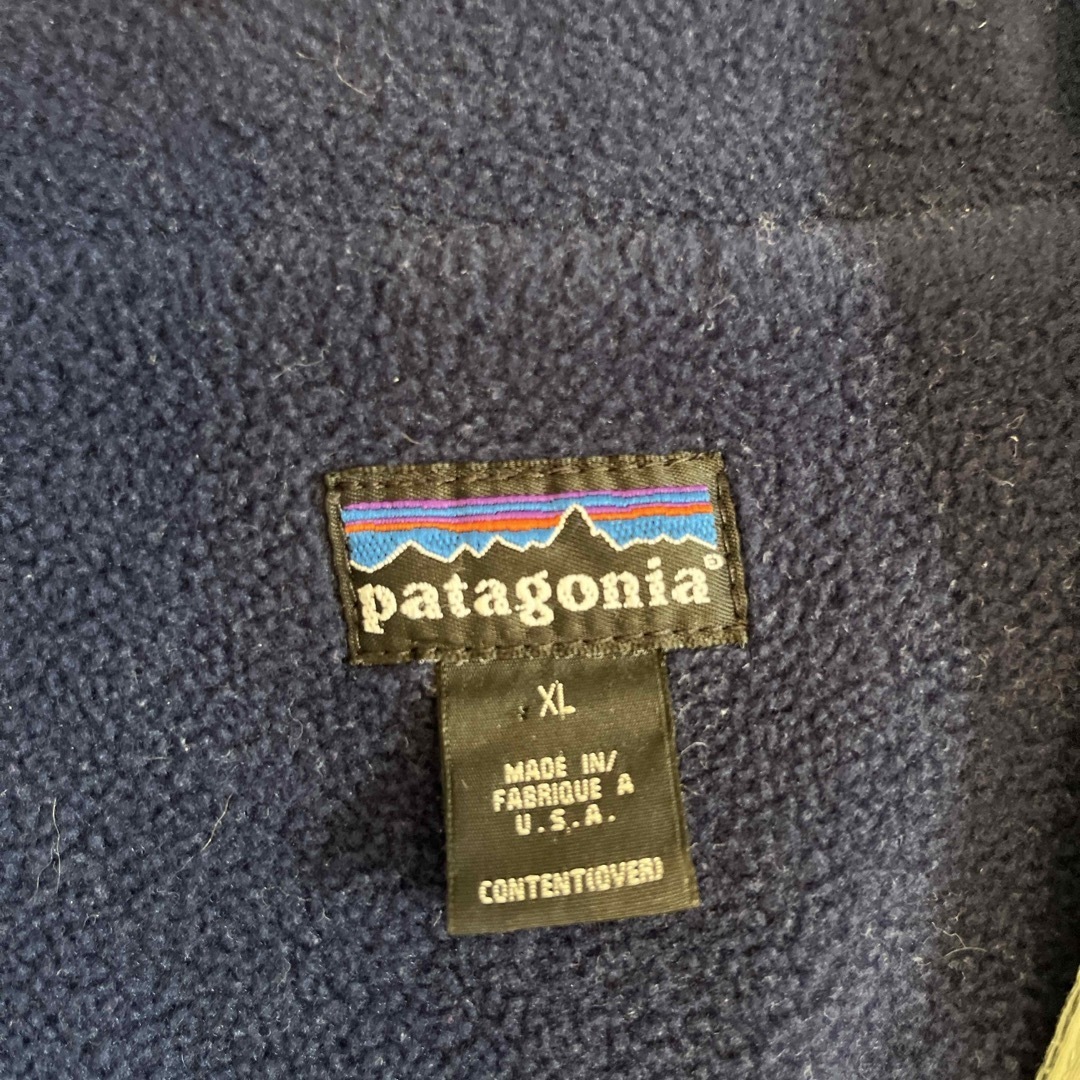 patagonia®
XL
MADE IN/
FABRIQUE A
U.S.A.
CONTENT(OVER)